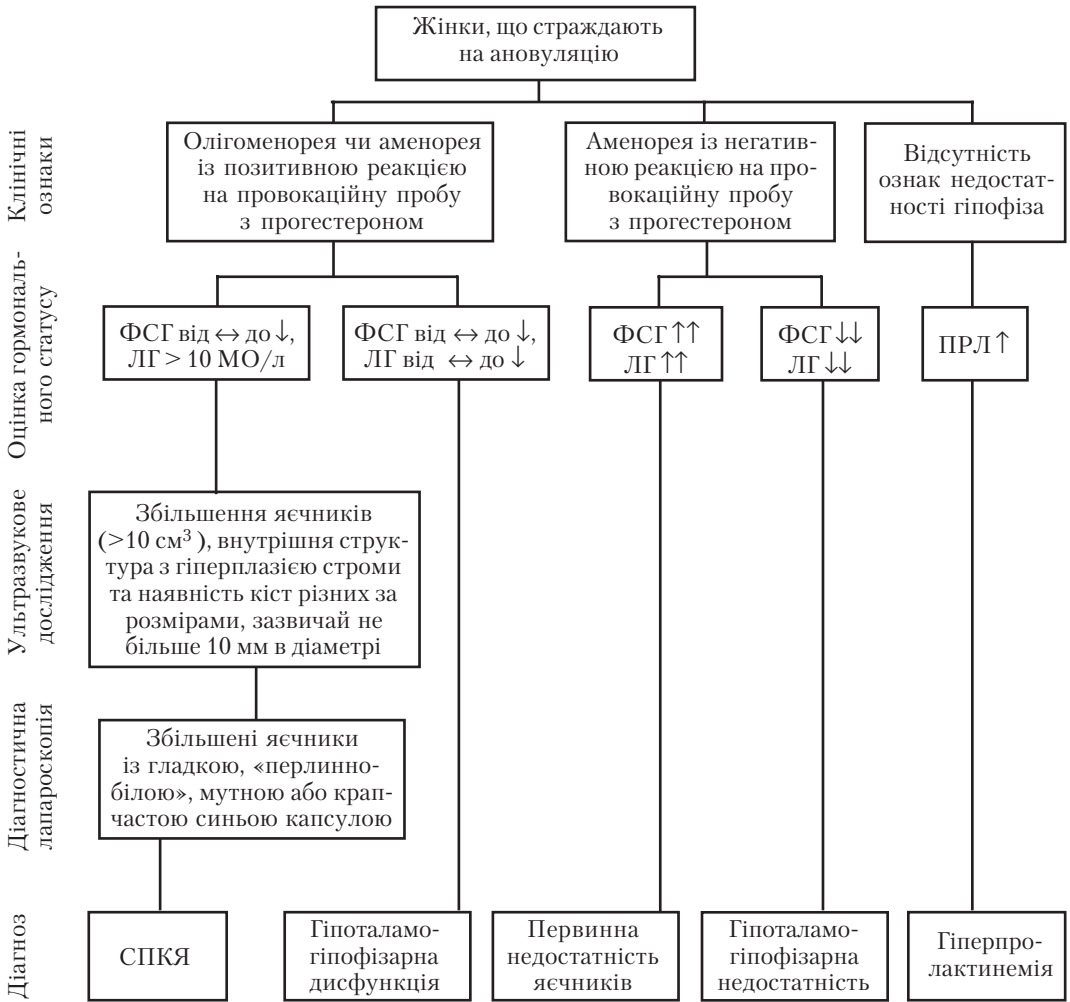 Жінки, що страждають
на ановуляцію
Клінічні
ознаки
Олігоменорея чи аменорея
із позитивною реакцією
на провокаційну пробу
з прогестероном
Аменорея із негатив-
ною реакцією на про-
вокаційну пробу
з прогестероном
Відсутність
ознак недостат-
ності гіпофіза
Оцінка гормональ-
ного статусу
ФСГ від ↔ до ↓,
ЛГ > 10 МО/л
ФСГ від ↔ до ↓,
ЛГ від ↔ до ↓
ФСГ ↑↑
ЛГ ↑↑
ФСГ ↓↓
ЛГ ↓↓
ПРЛ ↑
Ультразвукове
дослідження
Збільшення яєчників
(>10 см³), внутрішня струк-
тура з гіперплазією строми
та наявність кіст різних за
розмірами, зазвичай не
більше 10 мм в діаметрі
Діагностична
лапароскопія
Збільшені яєчники
із гладкою, «перлинно-
білою», мутною або крап-
частою синьою капсулою
Діагноз
СПКЯ
Гіпоталамо-
гіпофізарна
дисфункція
Первинна
недостатність
яєчників
Гіпоталамо-
гіпофізарна
недостатність
Гіперпро-
лактинемія